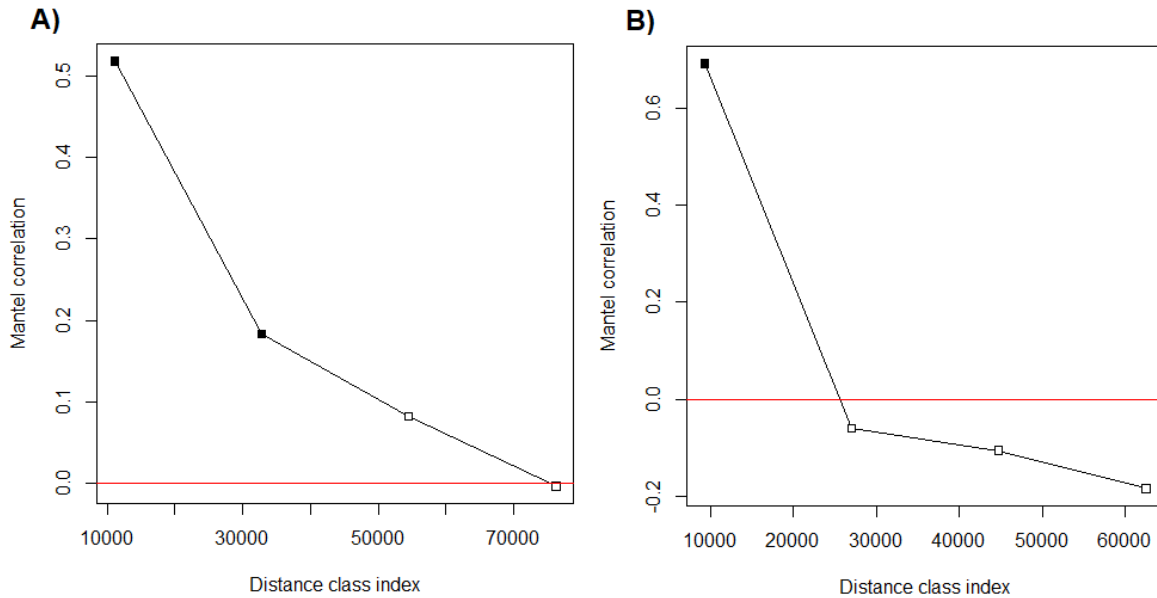 A)
Mantel correlation
0.5
0.4
0.3
0.2
0.1
0.0
10000 30000 50000 70000
Distance class index
B)
Mantel correlation
0.6
0.4
0.2
0.0
-0.2
10000 20000 30000 40000 50000 60000
Distance class index